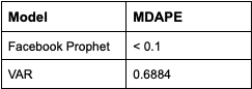 Model MDAPE
Facebook Prophet < 0.1
VAR 0.6884